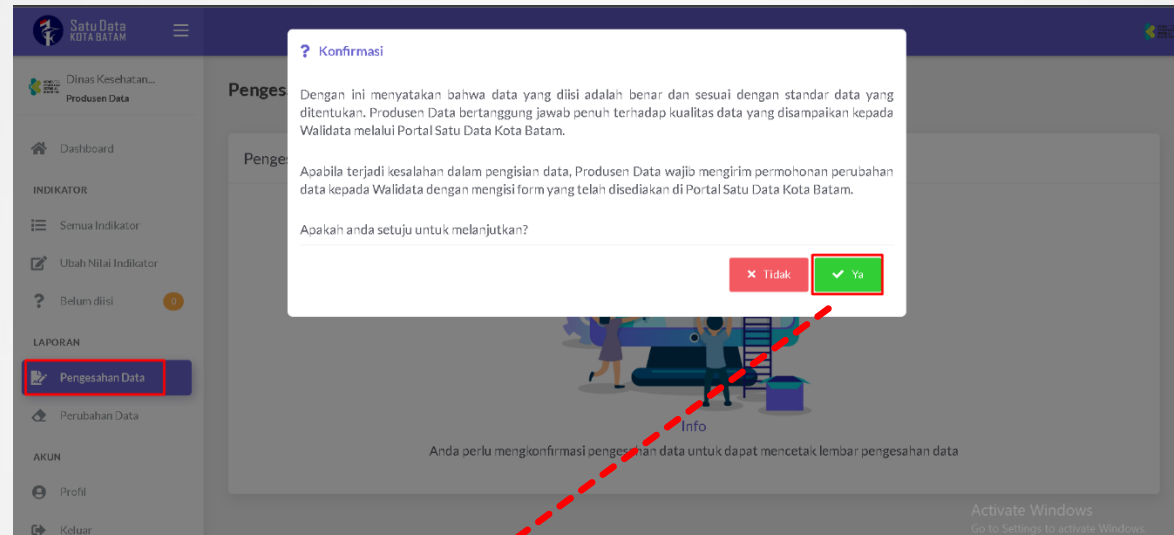 Satu Data
KOTA BATAM
Dinas Kesehatan...
Produsen Data
Dashboard
INDIKATOR
Semua Indikator
Ubah Nilai Indikator
? Belum diisi 0
LAPORAN
Pengesahan Data
Perubahan Data
AKUN
Profil
Keluar
Penges
Penges
? Konfirmasi
Dengan ini menyatakan bahwa data yang diisi adalah benar dan sesuai dengan standar data yang
ditentukan. Produsen Data bertanggung jawab penuh terhadap kualitas data yang disampaikan kepada
Walidata melalui Portal Satu Data Kota Batam.
Apabila terjadi kesalahan dalam pengisian data, Produsen Data wajib mengirim permohonan perubahan
data kepada Walidata dengan mengisi form yang telah disediakan di Portal Satu Data Kota Batam.
Apakah anda setuju untuk melanjutkan?
Tidak
Ya
Info
Anda perlu mengkonfirmasi pengesahan data untuk dapat mencetak lembar pengesahan data
Activate Windows
Go to Settings to activate Windows.